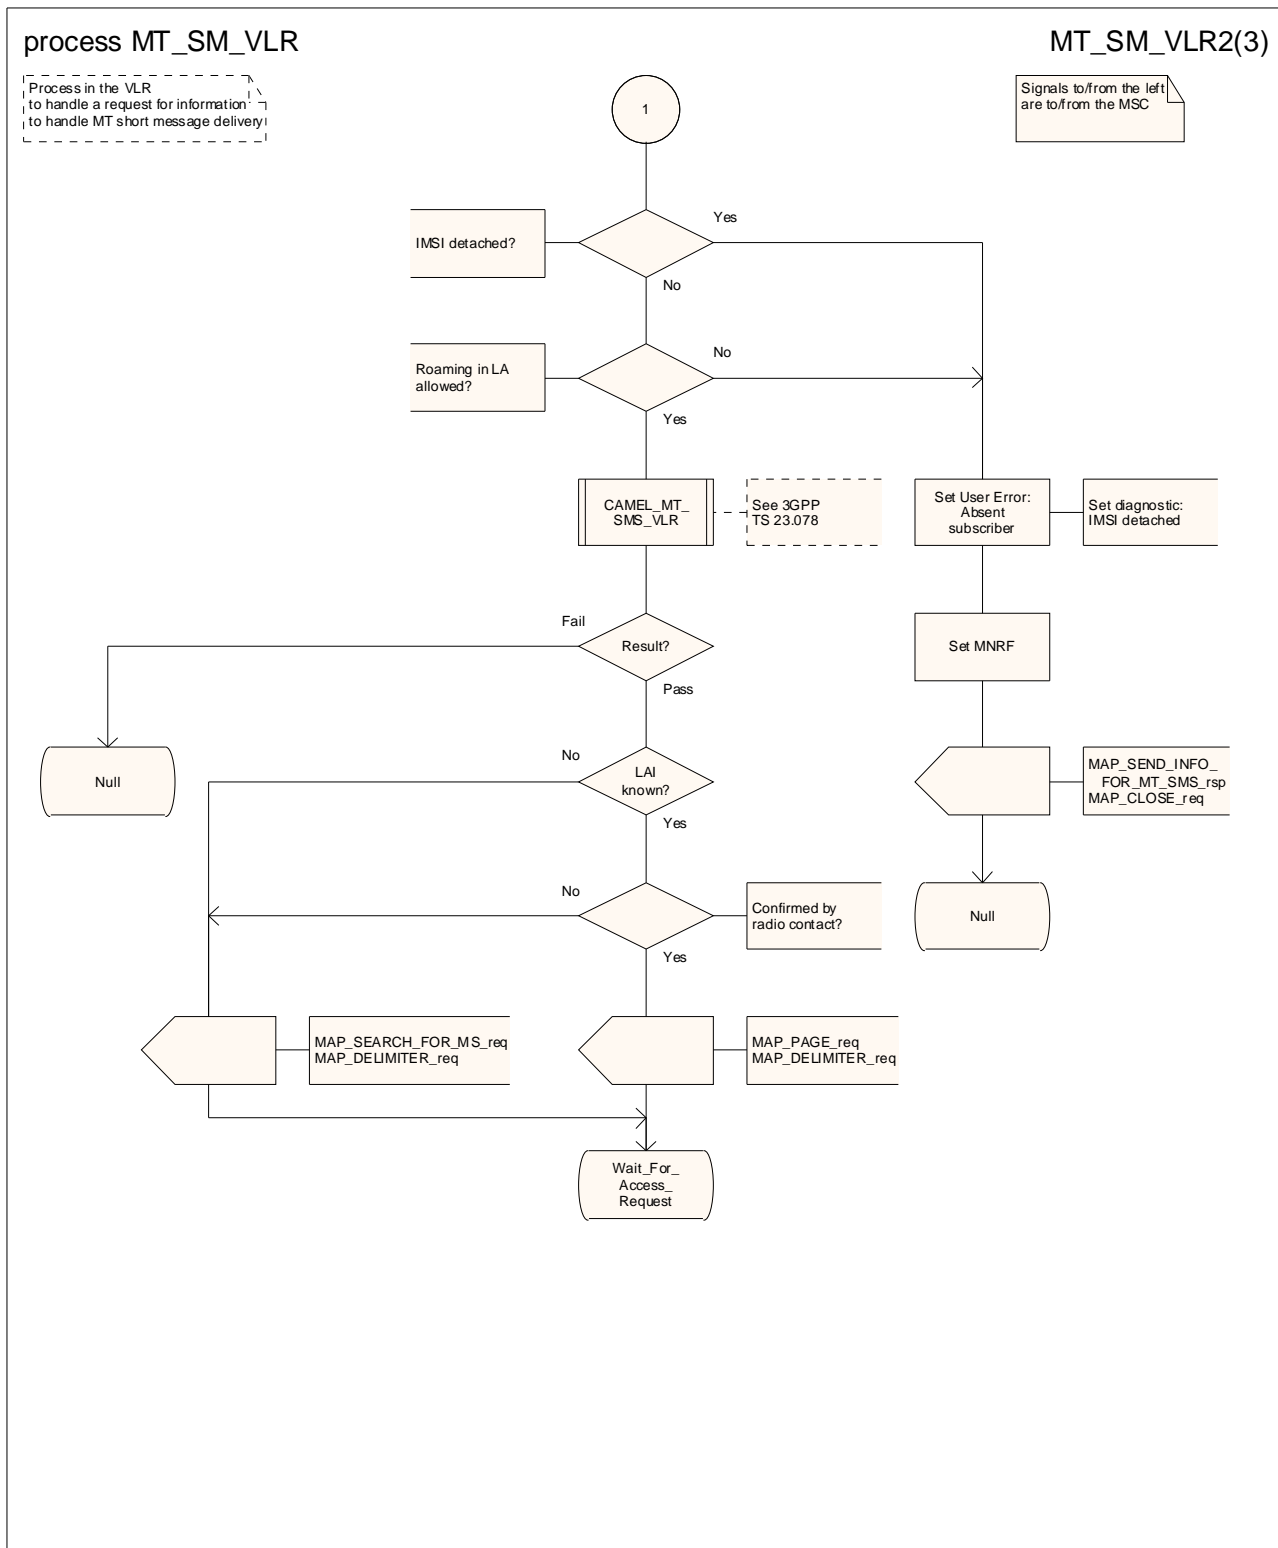 process MT_SM_VLR
MT_SM_VLR2(3)
Process in the VLR
to handle a request for information
to handle MT short message delivery
Signals to/from the left
are to/from the MSC
1
IMSI detached?
Yes
No
Roaming in LA
allowed?
No
Yes
CAMEL_MT_
SMS_VLR
See 3GPP
TS 23.078
Set User Error:
Absent
subscriber
Set diagnostic:
IMSI detached
Fail
Result?
Pass
Set MNRF
Null
No
LAI
known?
Yes
MAP_SEND_INFO_
FOR_MT_SMS_rsp
MAP_CLOSE_req
No
Confirmed by
radio contact?
Yes
Null
MAP_SEARCH_FOR_MS_req
MAP_DELIMITER_req
MAP_PAGE_req
MAP_DELIMITER_req
Wait_For_
Access_
Request